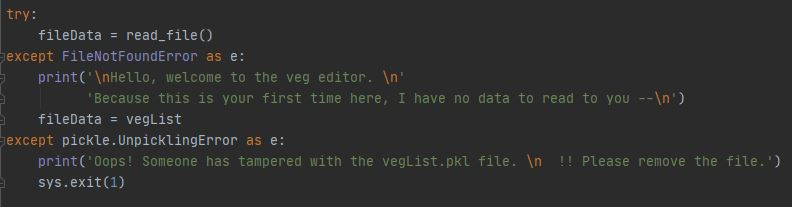 try:
    fileData = read_file()
except FileNotFoundError as e:
    print('\nHello, welcome to the veg editor. \n'
          'Because this is your first time here, I have no data to read to you --\n')
    fileData = vegList
except pickle.UnpicklingError as e:
    print('Oops! Someone has tampered with the vegList.pkl file. \n  !! Please remove the file.')
    sys.exit(1)